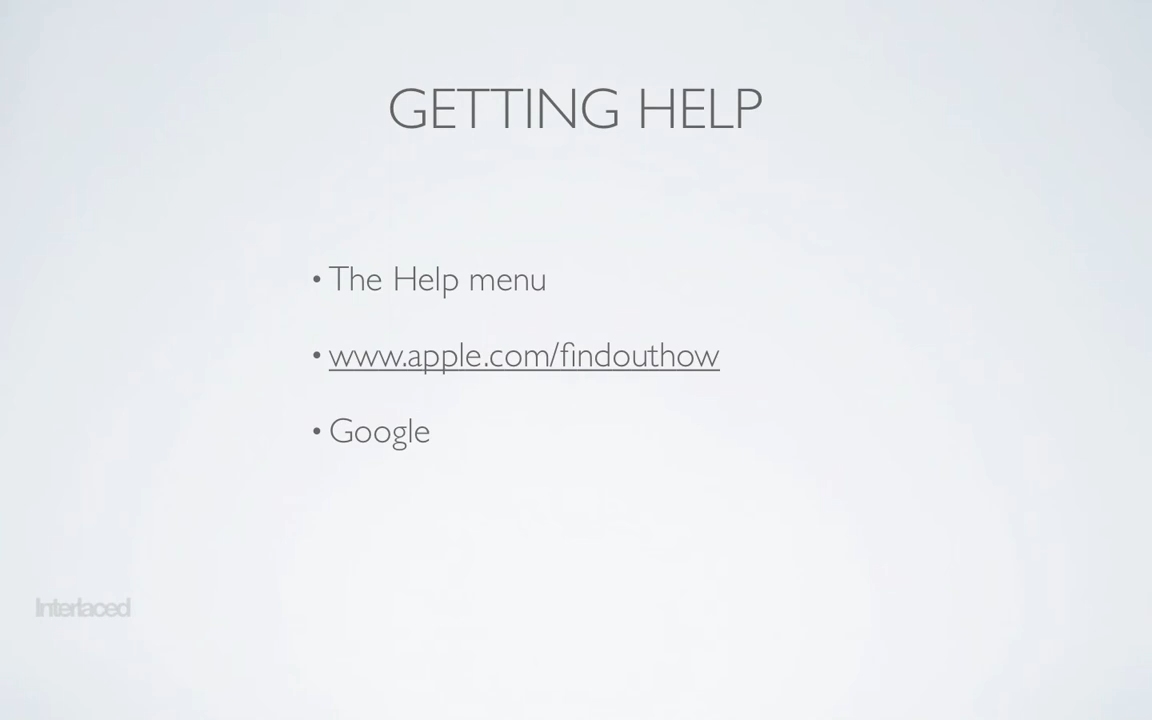 GETTING HELP
• The Help menu
• www.apple.com/findouthow
• Google
Interlaced